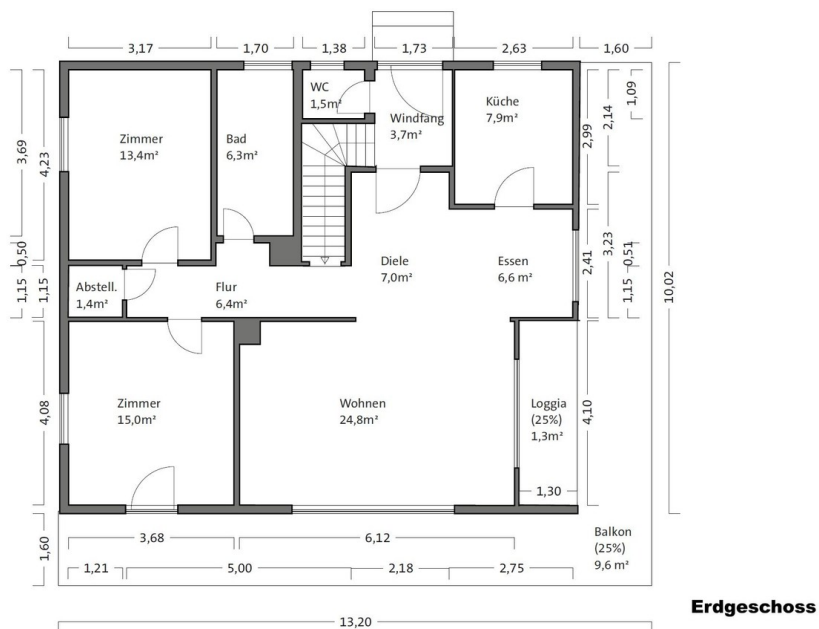 3,17
1,70
1,38
1,73
2,63
1,60
WC
1,5m²
Küche
7,9m²
Windfang
3,7m²
Zimmer
13,4m²
Bad
6,3m²
3,69
4,23
2,99
2,14
1,09
0,50
1,15
1,15
Abstell.
1,4m²
Flur
6,4m²
Diele
7,0m²
Essen
6,6 m²
2,41
3,23
0,51
1,15
10,02
Zimmer
15,0m²
Wohnen
24,8m²
Loggia
(25%)
1,3m²
4,08
4,10
1,30
1,60
3,68
6,12
Balkon
(25%)
9,6 m²
1,21
5,00
2,18
2,75
Erdgeschoss
13,20